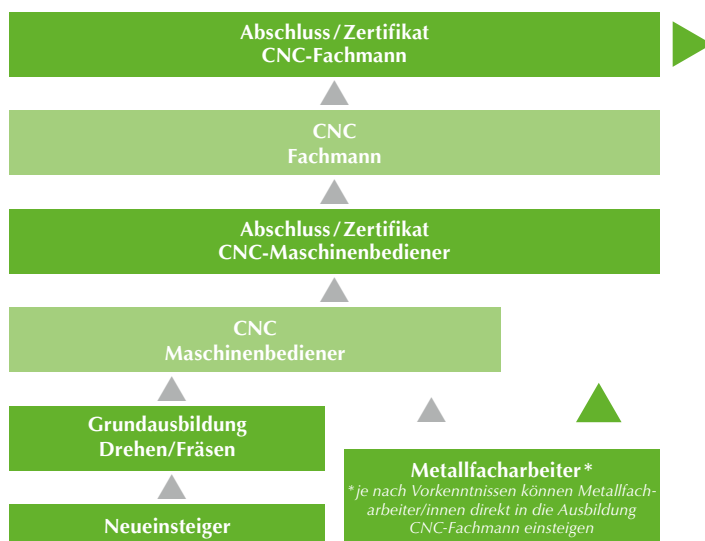 Abschluss/Zertifikat
CNC-Fachmann
CNC
Fachmann
Abschluss/Zertifikat
CNC-Maschinenbediener
CNC
Maschinenbediener
Grundausbildung
Drehen/Fräsen
Neueinsteiger
Metallfacharbeiter*
*je nach Vorkenntnissen können Metallfach-
arbeiter/innen direkt in die Ausbildung
CNC-Fachmann einsteigen